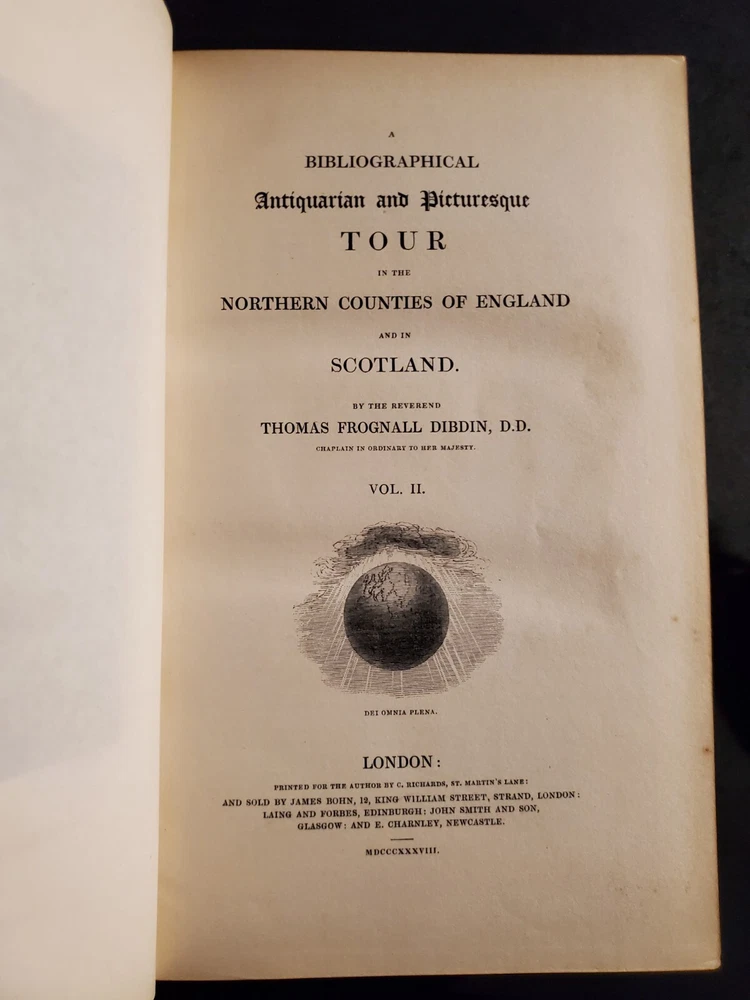 A
BIBLIOGRAPHICAL
Antiquarian and Picturesque
TOUR
IN THE
NORTHERN COUNTIES OF ENGLAND
AND IN
SCOTLAND.
BY THE REVEREND
THOMAS FROGNALL DIBDIN, D.D.
CHAPLAIN IN ORDINARY TO HER MAJESTY.
VOL. II.
DEI OMNIA PLENA.
LONDON:
PRINTED FOR THE AUTHOR BY C. RICHARDS, ST. MARTIN'S LANE:
AND SOLD BY JAMES BOHN, 12, KING WILLIAM STREET, STRAND, LONDON:
LAING AND FORBES, EDINBURGH: JOHN SMITH AND SON,
GLASGOW: AND E. CHARNLEY, NEWCASTLE.
MDCCCXXXVIII.